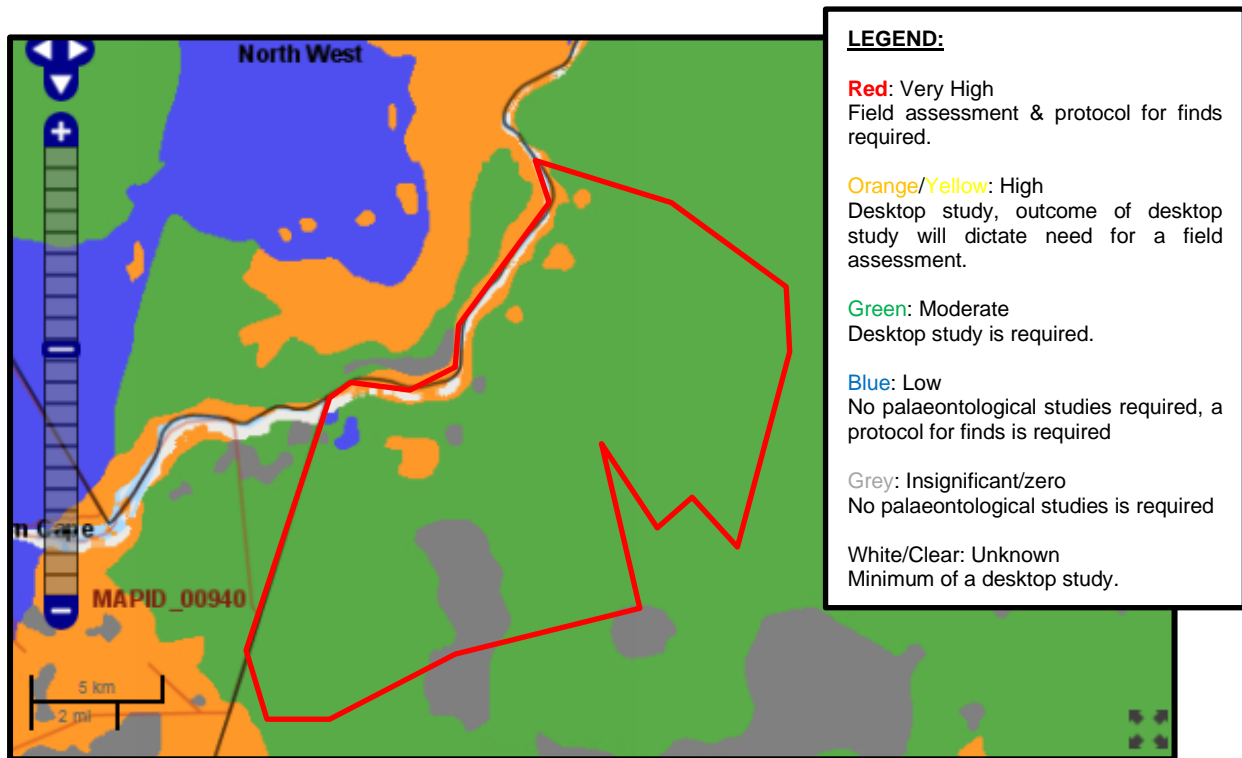 North West
m Cape
MAPID_00940
5 km
2 mi
LEGEND:
Red: Very High
Field assessment & protocol for finds
required.
Orange/Yellow: High
Desktop study, outcome of desktop
study will dictate need for a field
assessment.
Green: Moderate
Desktop study is required.
Blue: Low
No palaeontological studies required, a
protocol for finds is required
Grey: Insignificant/zero
No palaeontological studies is required
White/Clear: Unknown
Minimum of a desktop study.